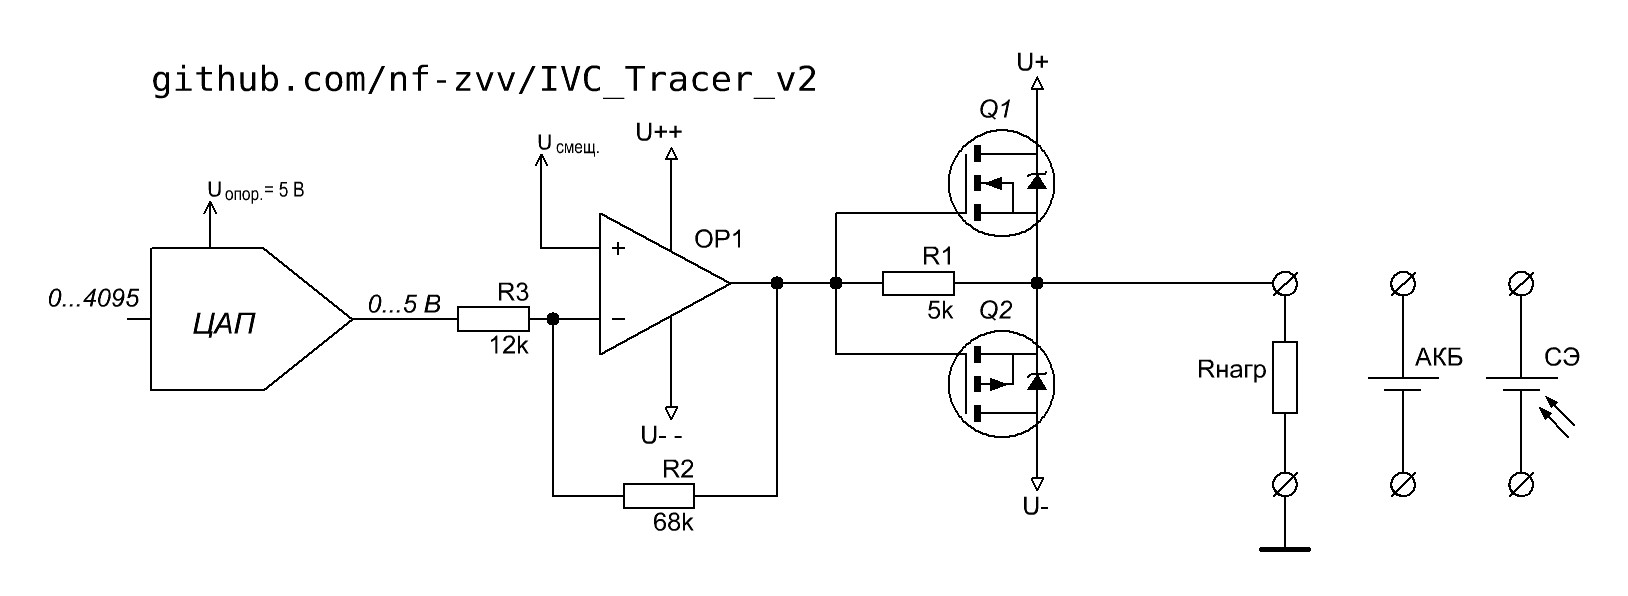 github.com/nf-zvv/IVC_Tracer_v2
U+
Q1
U++
U смещ.
U опор.= 5 В
OP1
+
R1
0...4095
ЦАП
0...5 В
R3
12k
−
5k
Q2
АКБ
СЭ
Rнагр
U- -
R2
68k
U-